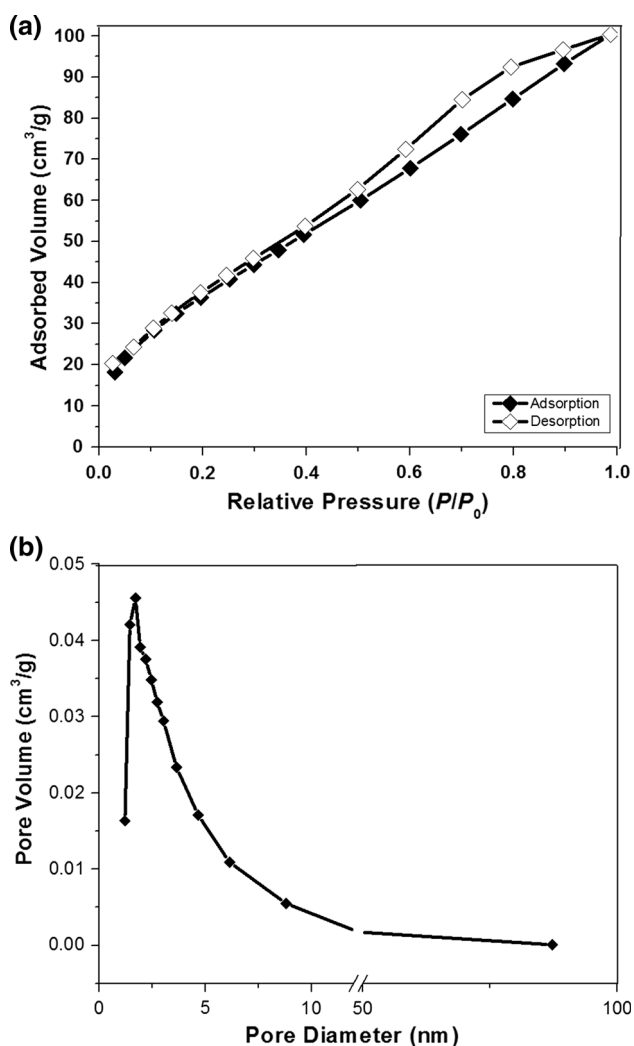 (a)
100
90
80
70
60
50
40
30
20
10
0
Adsorbed Volume (cm³/g)
Adsorption
Desorption
0.0 0.2 0.4 0.6 0.8 1.0
Relative Pressure (P/P₀)
(b)
0.05
0.04
0.03
0.02
0.01
0.00
Pore Volume (cm³/g)
0 5 10 50 100
Pore Diameter (nm)